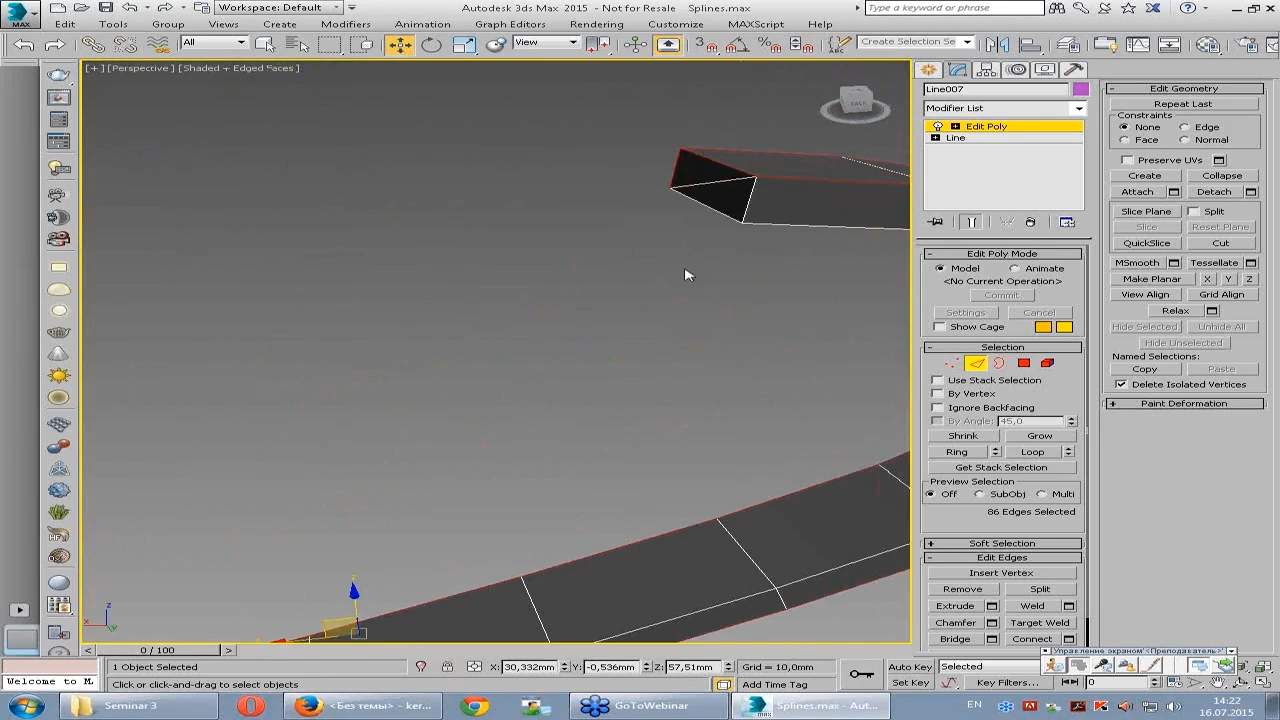 MAX
Workspace: Default
Autodesk 3ds Max 2015 - Not for Resale   Splines.max
Type a keyword or phrase
Edit   Tools   Group   Views   Create   Modifiers   Animation   Graph Editors   Rendering   Customize   MAXScript   Help
All   View   Create Selection Se
[+] [Perspective] [Shaded + Edged Faces ]
BACK
Line007
Modifier List
Edit Poly
Line
Edit Poly Mode
Model   Animate
<No Current Operation>
Commit
Settings   Cancel
Show Cage
Selection
Use Stack Selection
By Vertex
Ignore Backfacing
By Angle: 45,0
Shrink   Grow
Ring   Loop
Get Stack Selection
Preview Selection
Off   SubObj   Multi
86 Edges Selected
Soft Selection
Edit Edges
Insert Vertex
Remove   Split
Extrude   Weld
Chamfer   Target Weld
Bridge   Connect
Edit Geometry
Repeat Last
Constraints
None   Edge
Face   Normal
Preserve UVs
Create   Collapse
Attach   Detach
Slice Plane   Split
Slice   Reset Plane
QuickSlice   Cut
MSmooth   Tessellate
Make Planar   X   Y   Z
View Align   Grid Align
Relax
Hide Selected   Unhide All
Hide Unselected
Named Selections:
Copy   Paste
Delete Isolated Vertices
Paint Deformation
z
x   y
0 / 100
Управление экраном"<Преподаватель>"
1 Object Selected   X: 30,332mm   Y: -0,536mm   Z: 57,51mm   Grid = 10,0mm   Auto Key   Selected
Welcome to M   Click or click-and-drag to select objects   Add Time Tag   Set Key   Key Filters...   0
Seminar 3   <Без темы> - ker...   GoToWebinar   Splines.max - Aut...   EN   14:22
16.07.2015